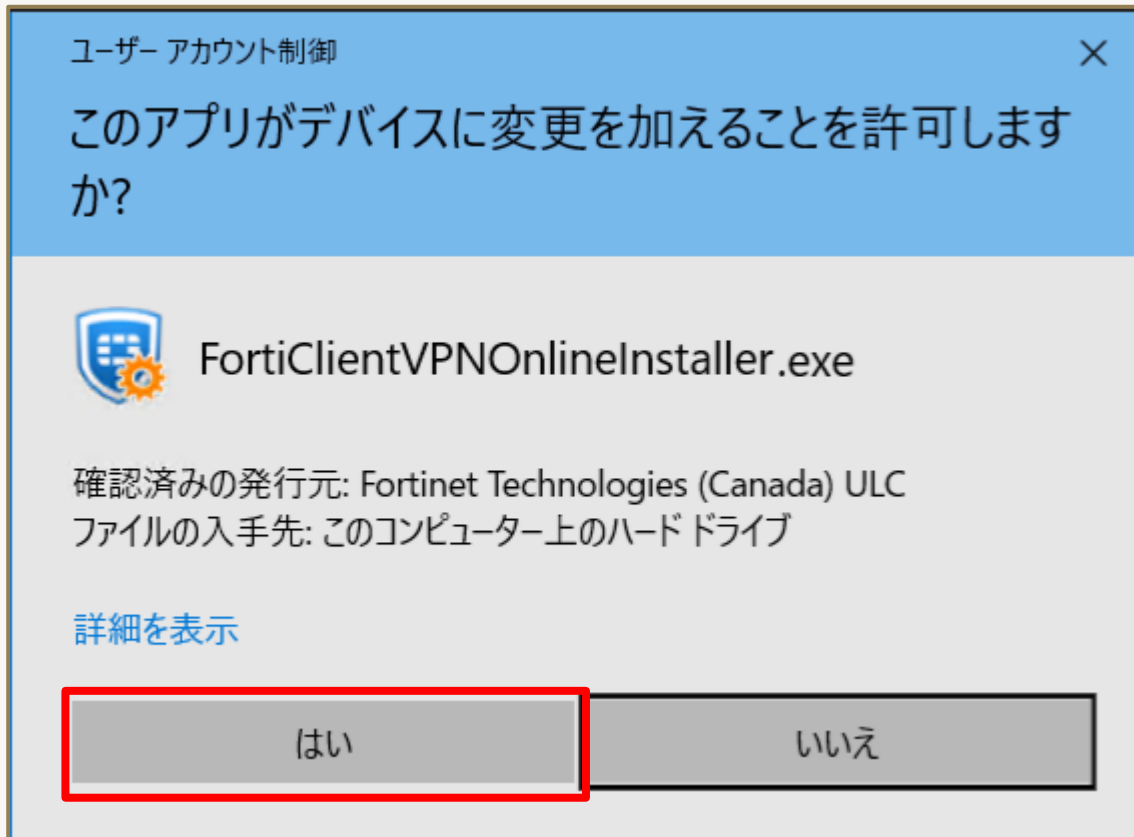 ユーザー アカウント制御
このアプリがデバイスに変更を加えることを許可します
か?
FortiClientVPNOnlineInstaller.exe
確認済みの発行元: Fortinet Technologies (Canada) ULC
ファイルの入手先: このコンピューター上のハード ドライブ
詳細を表示
はい
いいえ